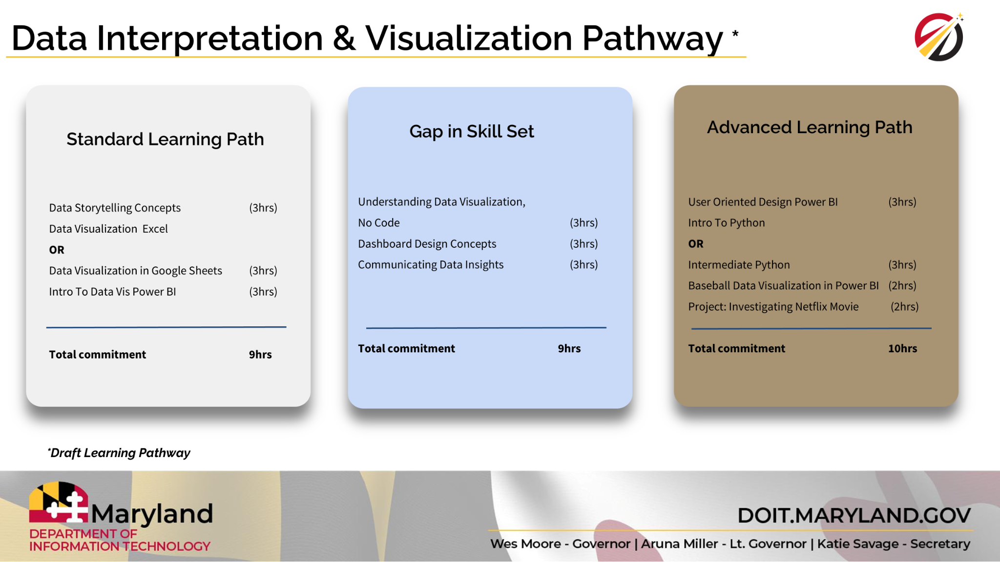 Data Interpretation & Visualization Pathway *
Standard Learning Path
Data Storytelling Concepts (3hrs)
Data Visualization  Excel
OR
Data Visualization in Google Sheets (3hrs)
Intro To Data Vis Power BI (3hrs)
Total commitment 9hrs
Gap in Skill Set
Understanding Data Visualization,
No Code (3hrs)
Dashboard Design Concepts (3hrs)
Communicating Data Insights (3hrs)
Total commitment 9hrs
Advanced Learning Path
User Oriented Design Power BI (3hrs)
Intro To Python
OR
Intermediate Python (3hrs)
Baseball Data Visualization in Power BI (2hrs)
Project: Investigating Netflix Movie (2hrs)
Total commitment 10hrs
*Draft Learning Pathway
Maryland
DEPARTMENT OF
INFORMATION TECHNOLOGY
DOIT.MARYLAND.GOV
Wes Moore - Governor | Aruna Miller - Lt. Governor | Katie Savage - Secretary